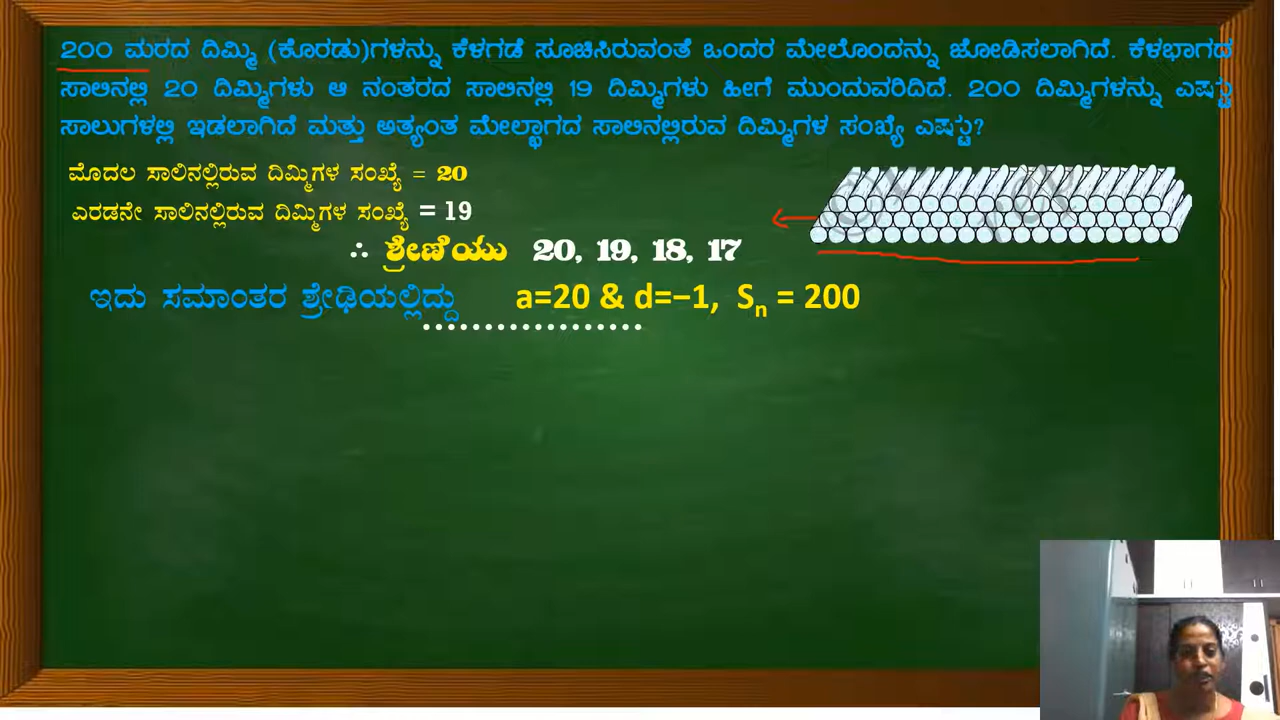 200 ಮರದ ದಿಮ್ಮಿ (ಕೊರಡು)ಗಳನ್ನು ಕೆಳಗಡೆ ಸೂಚಿಸಿರುವಂತೆ ಒಂದರ ಮೇಲೊಂದನ್ನು ಜೋಡಿಸಲಾಗಿದೆ. ಕೆಳಭಾಗದ
ಸಾಲಿನಲ್ಲಿ 20 ದಿಮ್ಮಿಗಳು ಆ ನಂತರದ ಸಾಲಿನಲ್ಲಿ 19 ದಿಮ್ಮಿಗಳು ಹೀಗೆ ಮುಂದುವರಿದಿದೆ. 200 ದಿಮ್ಮಿಗಳನ್ನು ಎಷ್ಟು
ಸಾಲುಗಳಲ್ಲಿ ಇಡಲಾಗಿದೆ ಮತ್ತು ಅತ್ಯಂತ ಮೇಲ್ಭಾಗದ ಸಾಲಿನಲ್ಲಿರುವ ದಿಮ್ಮಿಗಳ ಸಂಖ್ಯೆ ಎಷ್ಟು?
ಮೊದಲ ಸಾಲಿನಲ್ಲಿರುವ ದಿಮ್ಮಿಗಳ ಸಂಖ್ಯೆ = 20
ಎರಡನೇ ಸಾಲಿನಲ್ಲಿರುವ ದಿಮ್ಮಿಗಳ ಸಂಖ್ಯೆ = 19
∴ ಶ್ರೇಣಿಯು 20, 19, 18, 17
ಇದು ಸಮಾಂತರ ಶ್ರೇಢಿಯಲ್ಲಿದ್ದು a=20 & d=−1, Sₙ = 200
..................